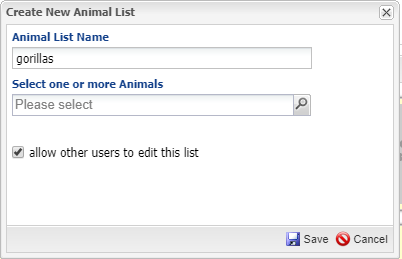 Create New Animal List
Animal List Name
gorillas
Select one or more Animals
Please select
allow other users to edit this list
Save Cancel